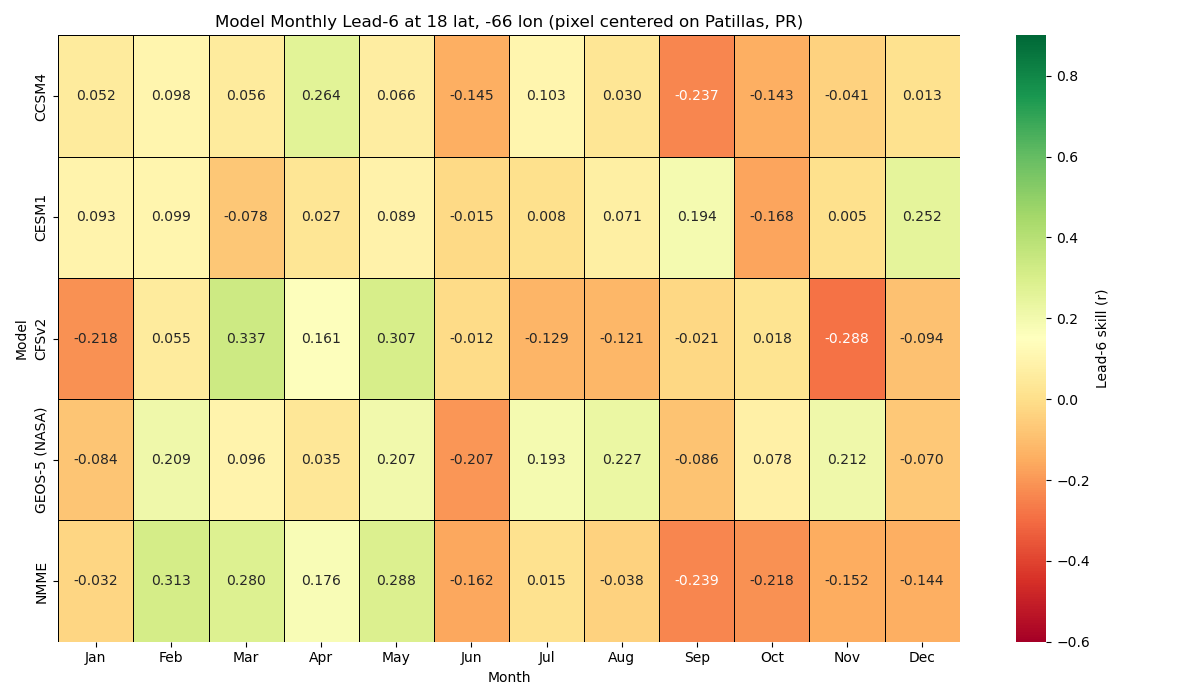 Model Monthly Lead-6 at 18 lat, -66 lon (pixel centered on Patillas, PR)
CCSM4 0.052 0.098 0.056 0.264 0.066 -0.145 0.103 0.030 -0.237 -0.143 -0.041 0.013
CESM1 0.093 0.099 -0.078 0.027 0.089 -0.015 0.008 0.071 0.194 -0.168 0.005 0.252
Model
CFSv2 -0.218 0.055 0.337 0.161 0.307 -0.012 -0.129 -0.121 -0.021 0.018 -0.288 -0.094
GEOS-5 (NASA) -0.084 0.209 0.096 0.035 0.207 -0.207 0.193 0.227 -0.086 0.078 0.212 -0.070
NMME -0.032 0.313 0.280 0.176 0.288 -0.162 0.015 -0.038 -0.239 -0.218 -0.152 -0.144
Jan Feb Mar Apr May Jun Jul Aug Sep Oct Nov Dec
Month
0.8
0.6
0.4
0.2
0.0
−0.2
−0.4
−0.6
Lead-6 skill (r)